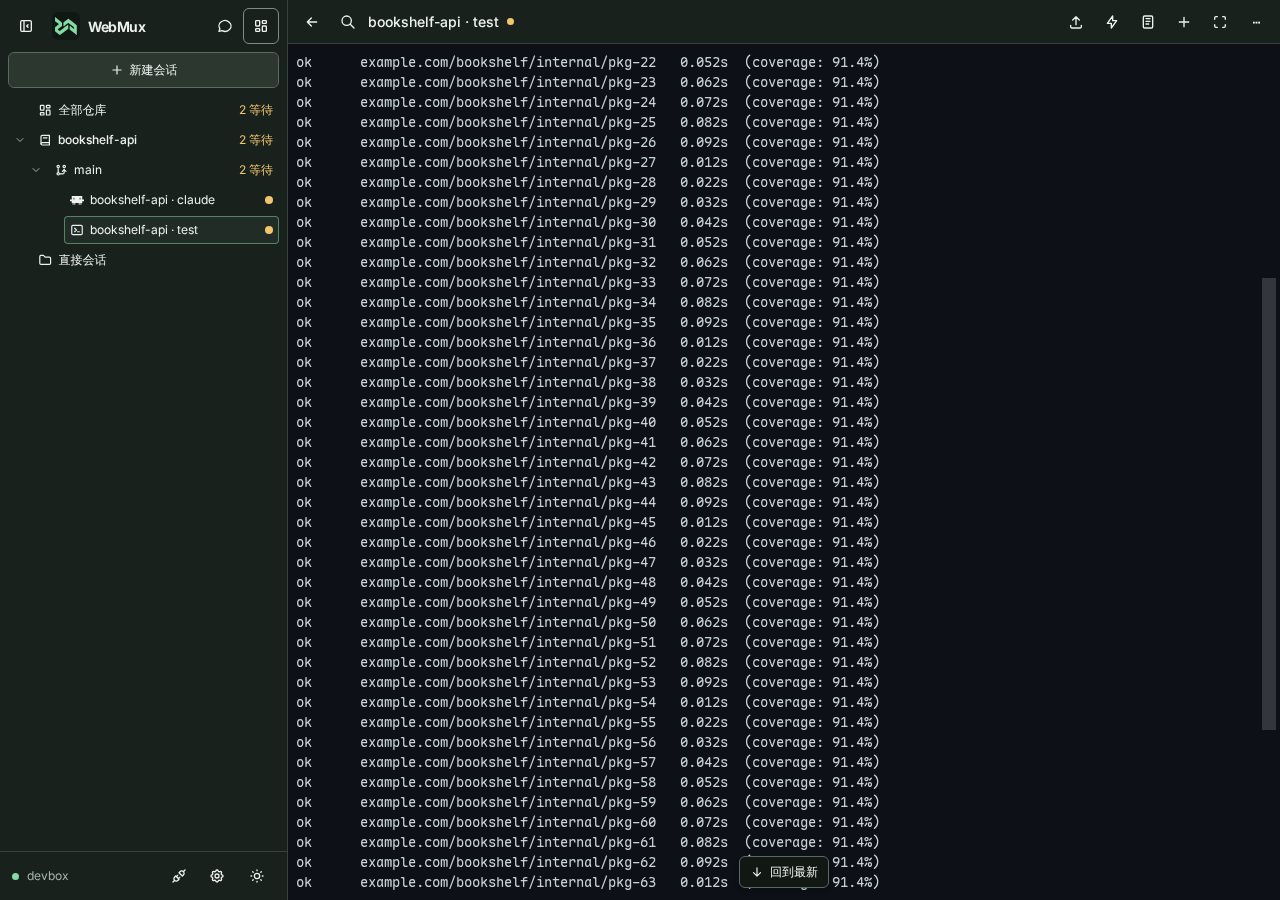 WebMux
新建会话
全部仓库 2 等待
bookshelf-api 2 等待
main 2 等待
bookshelf-api · claude
bookshelf-api · test
直接会话
devbox
bookshelf-api · test
ok example.com/bookshelf/internal/pkg-22 0.052s (coverage: 91.4%)
ok example.com/bookshelf/internal/pkg-23 0.062s (coverage: 91.4%)
ok example.com/bookshelf/internal/pkg-24 0.072s (coverage: 91.4%)
ok example.com/bookshelf/internal/pkg-25 0.082s (coverage: 91.4%)
ok example.com/bookshelf/internal/pkg-26 0.092s (coverage: 91.4%)
ok example.com/bookshelf/internal/pkg-27 0.012s (coverage: 91.4%)
ok example.com/bookshelf/internal/pkg-28 0.022s (coverage: 91.4%)
ok example.com/bookshelf/internal/pkg-29 0.032s (coverage: 91.4%)
ok example.com/bookshelf/internal/pkg-30 0.042s (coverage: 91.4%)
ok example.com/bookshelf/internal/pkg-31 0.052s (coverage: 91.4%)
ok example.com/bookshelf/internal/pkg-32 0.062s (coverage: 91.4%)
ok example.com/bookshelf/internal/pkg-33 0.072s (coverage: 91.4%)
ok example.com/bookshelf/internal/pkg-34 0.082s (coverage: 91.4%)
ok example.com/bookshelf/internal/pkg-35 0.092s (coverage: 91.4%)
ok example.com/bookshelf/internal/pkg-36 0.012s (coverage: 91.4%)
ok example.com/bookshelf/internal/pkg-37 0.022s (coverage: 91.4%)
ok example.com/bookshelf/internal/pkg-38 0.032s (coverage: 91.4%)
ok example.com/bookshelf/internal/pkg-39 0.042s (coverage: 91.4%)
ok example.com/bookshelf/internal/pkg-40 0.052s (coverage: 91.4%)
ok example.com/bookshelf/internal/pkg-41 0.062s (coverage: 91.4%)
ok example.com/bookshelf/internal/pkg-42 0.072s (coverage: 91.4%)
ok example.com/bookshelf/internal/pkg-43 0.082s (coverage: 91.4%)
ok example.com/bookshelf/internal/pkg-44 0.092s (coverage: 91.4%)
ok example.com/bookshelf/internal/pkg-45 0.012s (coverage: 91.4%)
ok example.com/bookshelf/internal/pkg-46 0.022s (coverage: 91.4%)
ok example.com/bookshelf/internal/pkg-47 0.032s (coverage: 91.4%)
ok example.com/bookshelf/internal/pkg-48 0.042s (coverage: 91.4%)
ok example.com/bookshelf/internal/pkg-49 0.052s (coverage: 91.4%)
ok example.com/bookshelf/internal/pkg-50 0.062s (coverage: 91.4%)
ok example.com/bookshelf/internal/pkg-51 0.072s (coverage: 91.4%)
ok example.com/bookshelf/internal/pkg-52 0.082s (coverage: 91.4%)
ok example.com/bookshelf/internal/pkg-53 0.092s (coverage: 91.4%)
ok example.com/bookshelf/internal/pkg-54 0.012s (coverage: 91.4%)
ok example.com/bookshelf/internal/pkg-55 0.022s (coverage: 91.4%)
ok example.com/bookshelf/internal/pkg-56 0.032s (coverage: 91.4%)
ok example.com/bookshelf/internal/pkg-57 0.042s (coverage: 91.4%)
ok example.com/bookshelf/internal/pkg-58 0.052s (coverage: 91.4%)
ok example.com/bookshelf/internal/pkg-59 0.062s (coverage: 91.4%)
ok example.com/bookshelf/internal/pkg-60 0.072s (coverage: 91.4%)
ok example.com/bookshelf/internal/pkg-61 0.082s (coverage: 91.4%)
ok example.com/bookshelf/internal/pkg-62 0.092s 91.4%)
ok example.com/bookshelf/internal/pkg-63 0.012s 91.4%)
回到最新